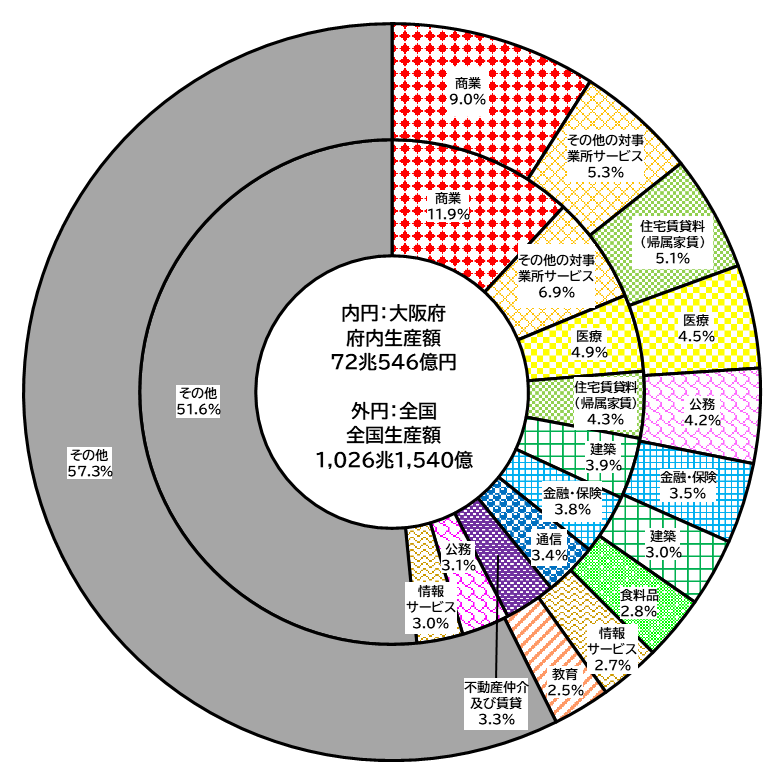 商業
9.0%
その他の対事
業所サービス
5.3%
住宅賃貸料
（帰属家賃）
5.1%
医療
4.5%
公務
4.2%
金融・保険
3.5%
建築
3.0%
食料品
2.8%
情報
サービス
2.7%
教育
2.5%
その他
57.3%
商業
11.9%
その他の対事
業所サービス
6.9%
医療
4.9%
住宅賃貸料
（帰属家賃）
4.3%
建築
3.9%
金融・保険
3.8%
通信
3.4%
不動産仲介
及び賃貸
3.3%
公務
3.1%
情報
サービス
3.0%
その他
51.6%
内円：大阪府
府内生産額
72兆546億円
外円：全国
全国生産額
1,026兆1,540億